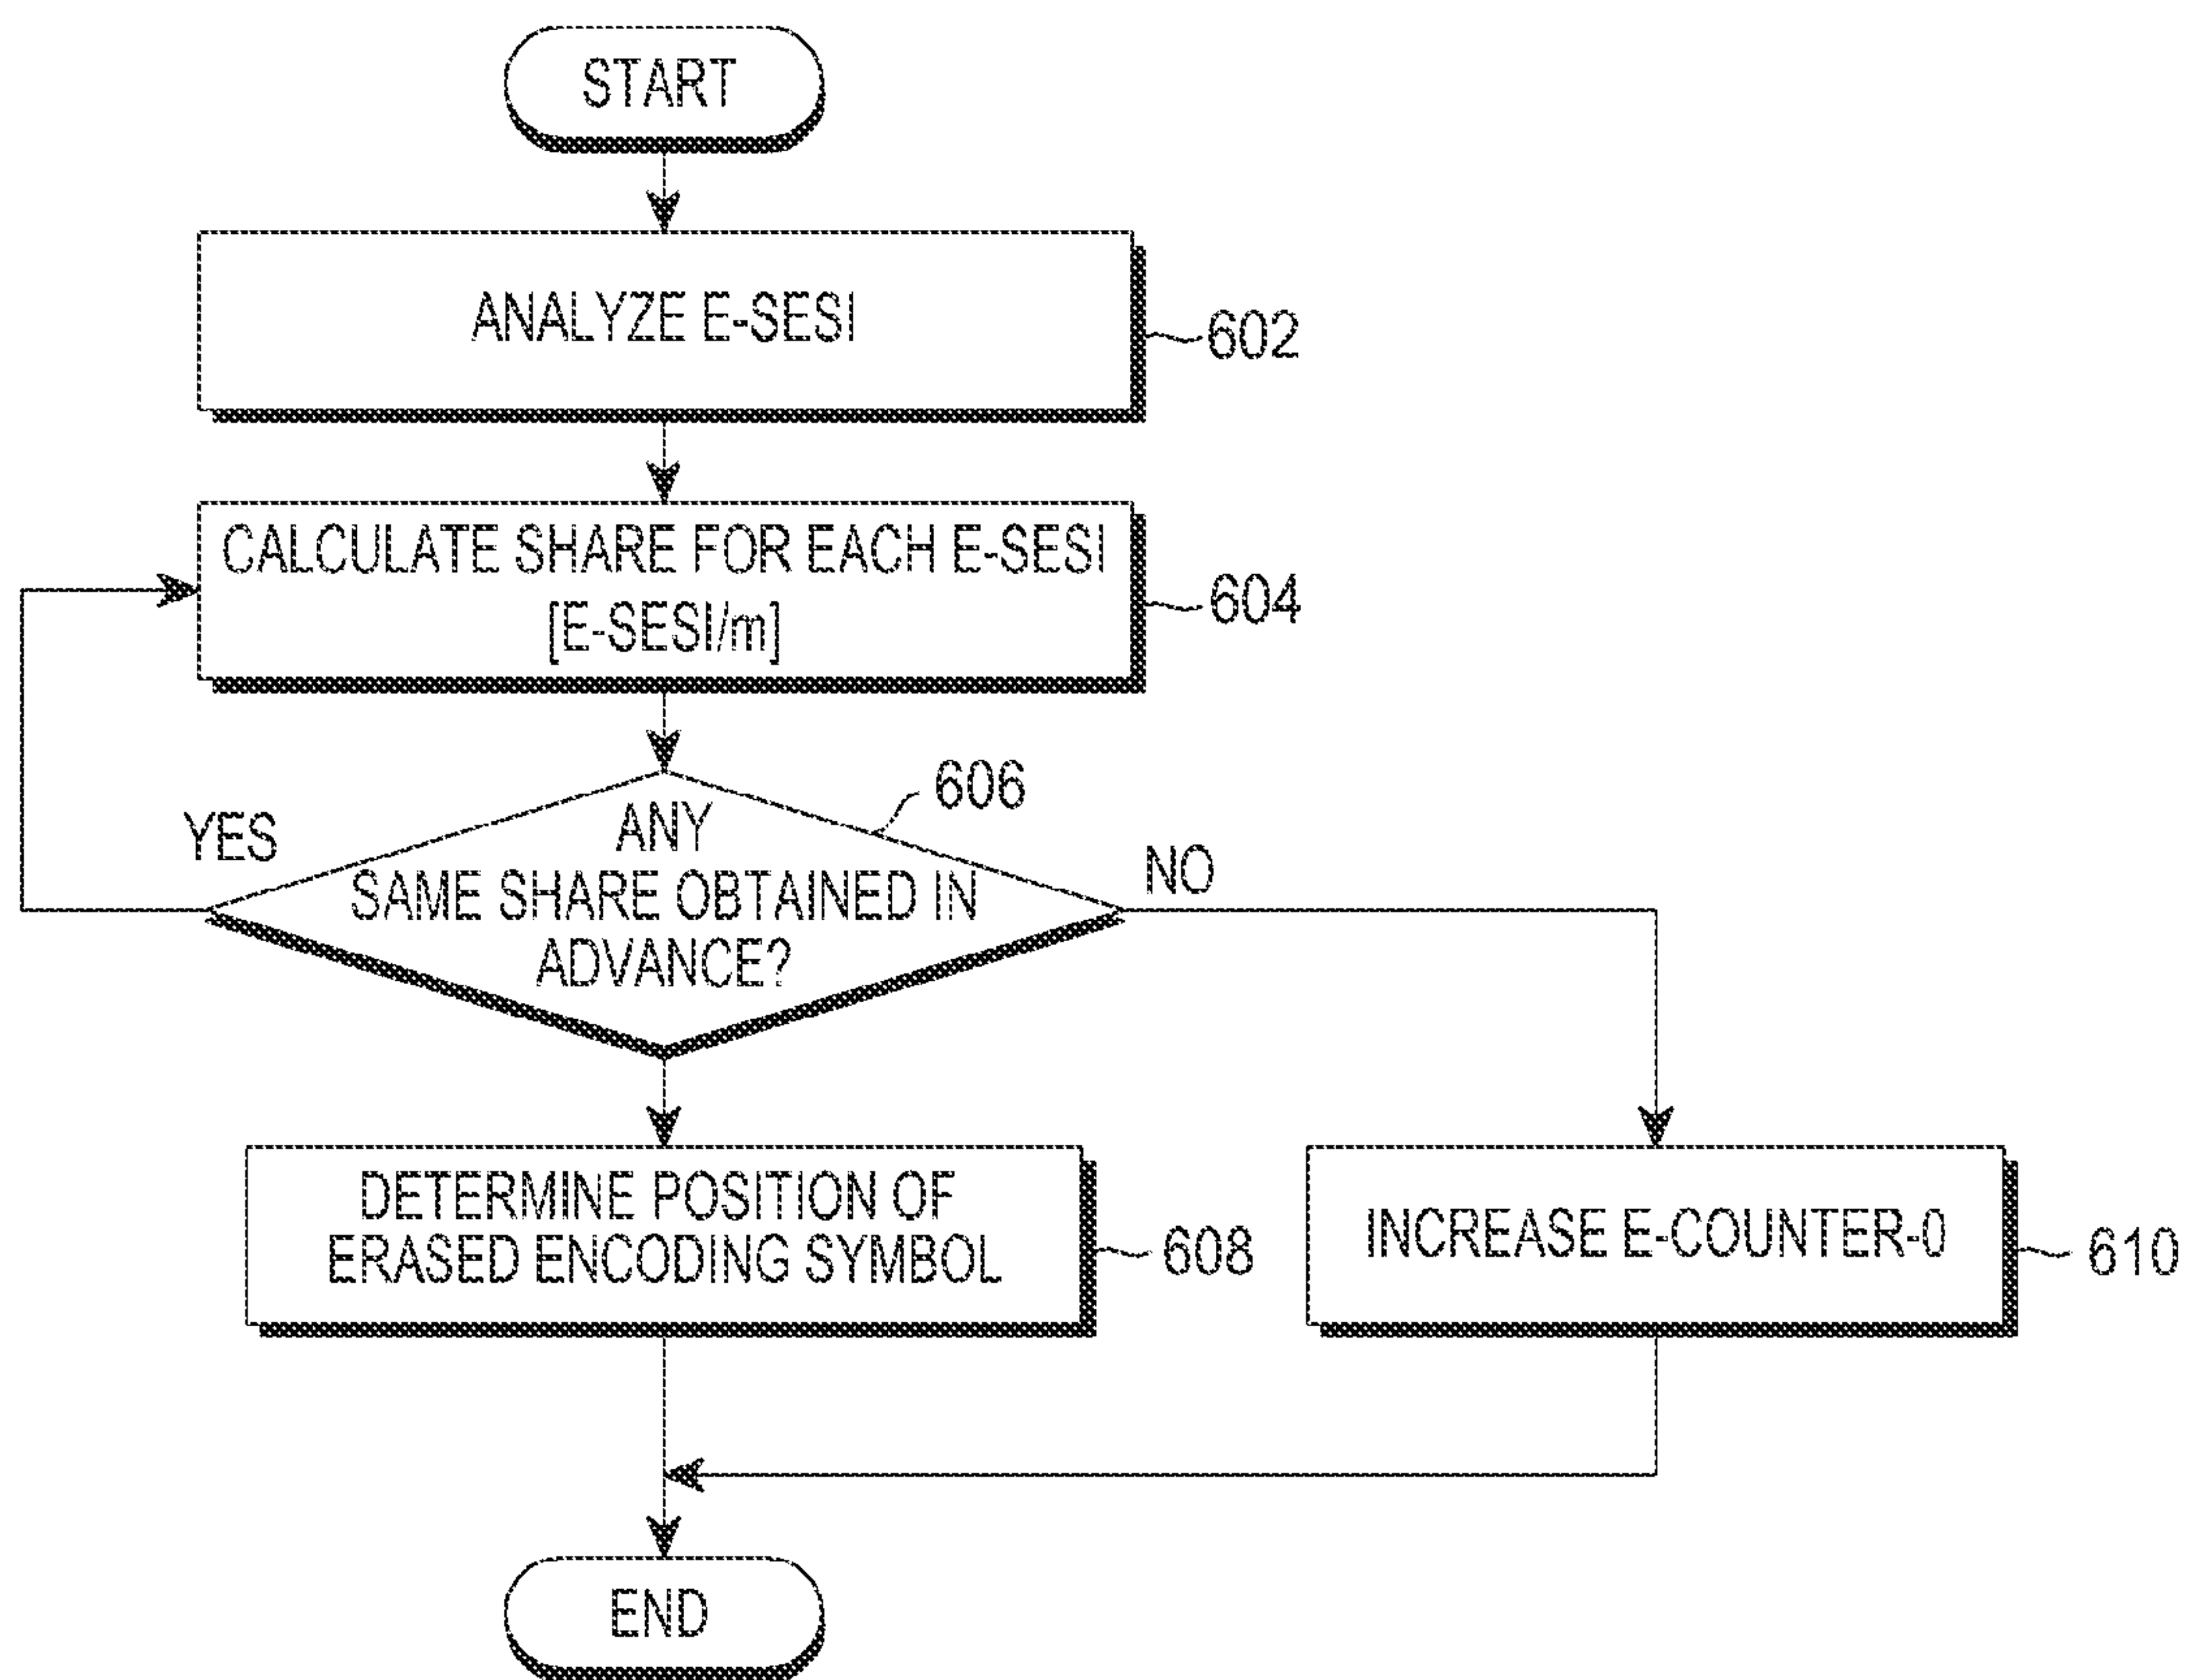 START
ANALYZE E-SESI
602
CALCULATE SHARE FOR EACH E-SESI
[E-SESI/m]
604
606
YES
ANY
SAME SHARE OBTAINED IN
ADVANCE?
NO
DETERMINE POSITION OF
ERASED ENCODING SYMBOL
608
INCREASE E-COUNTER-0
610
END